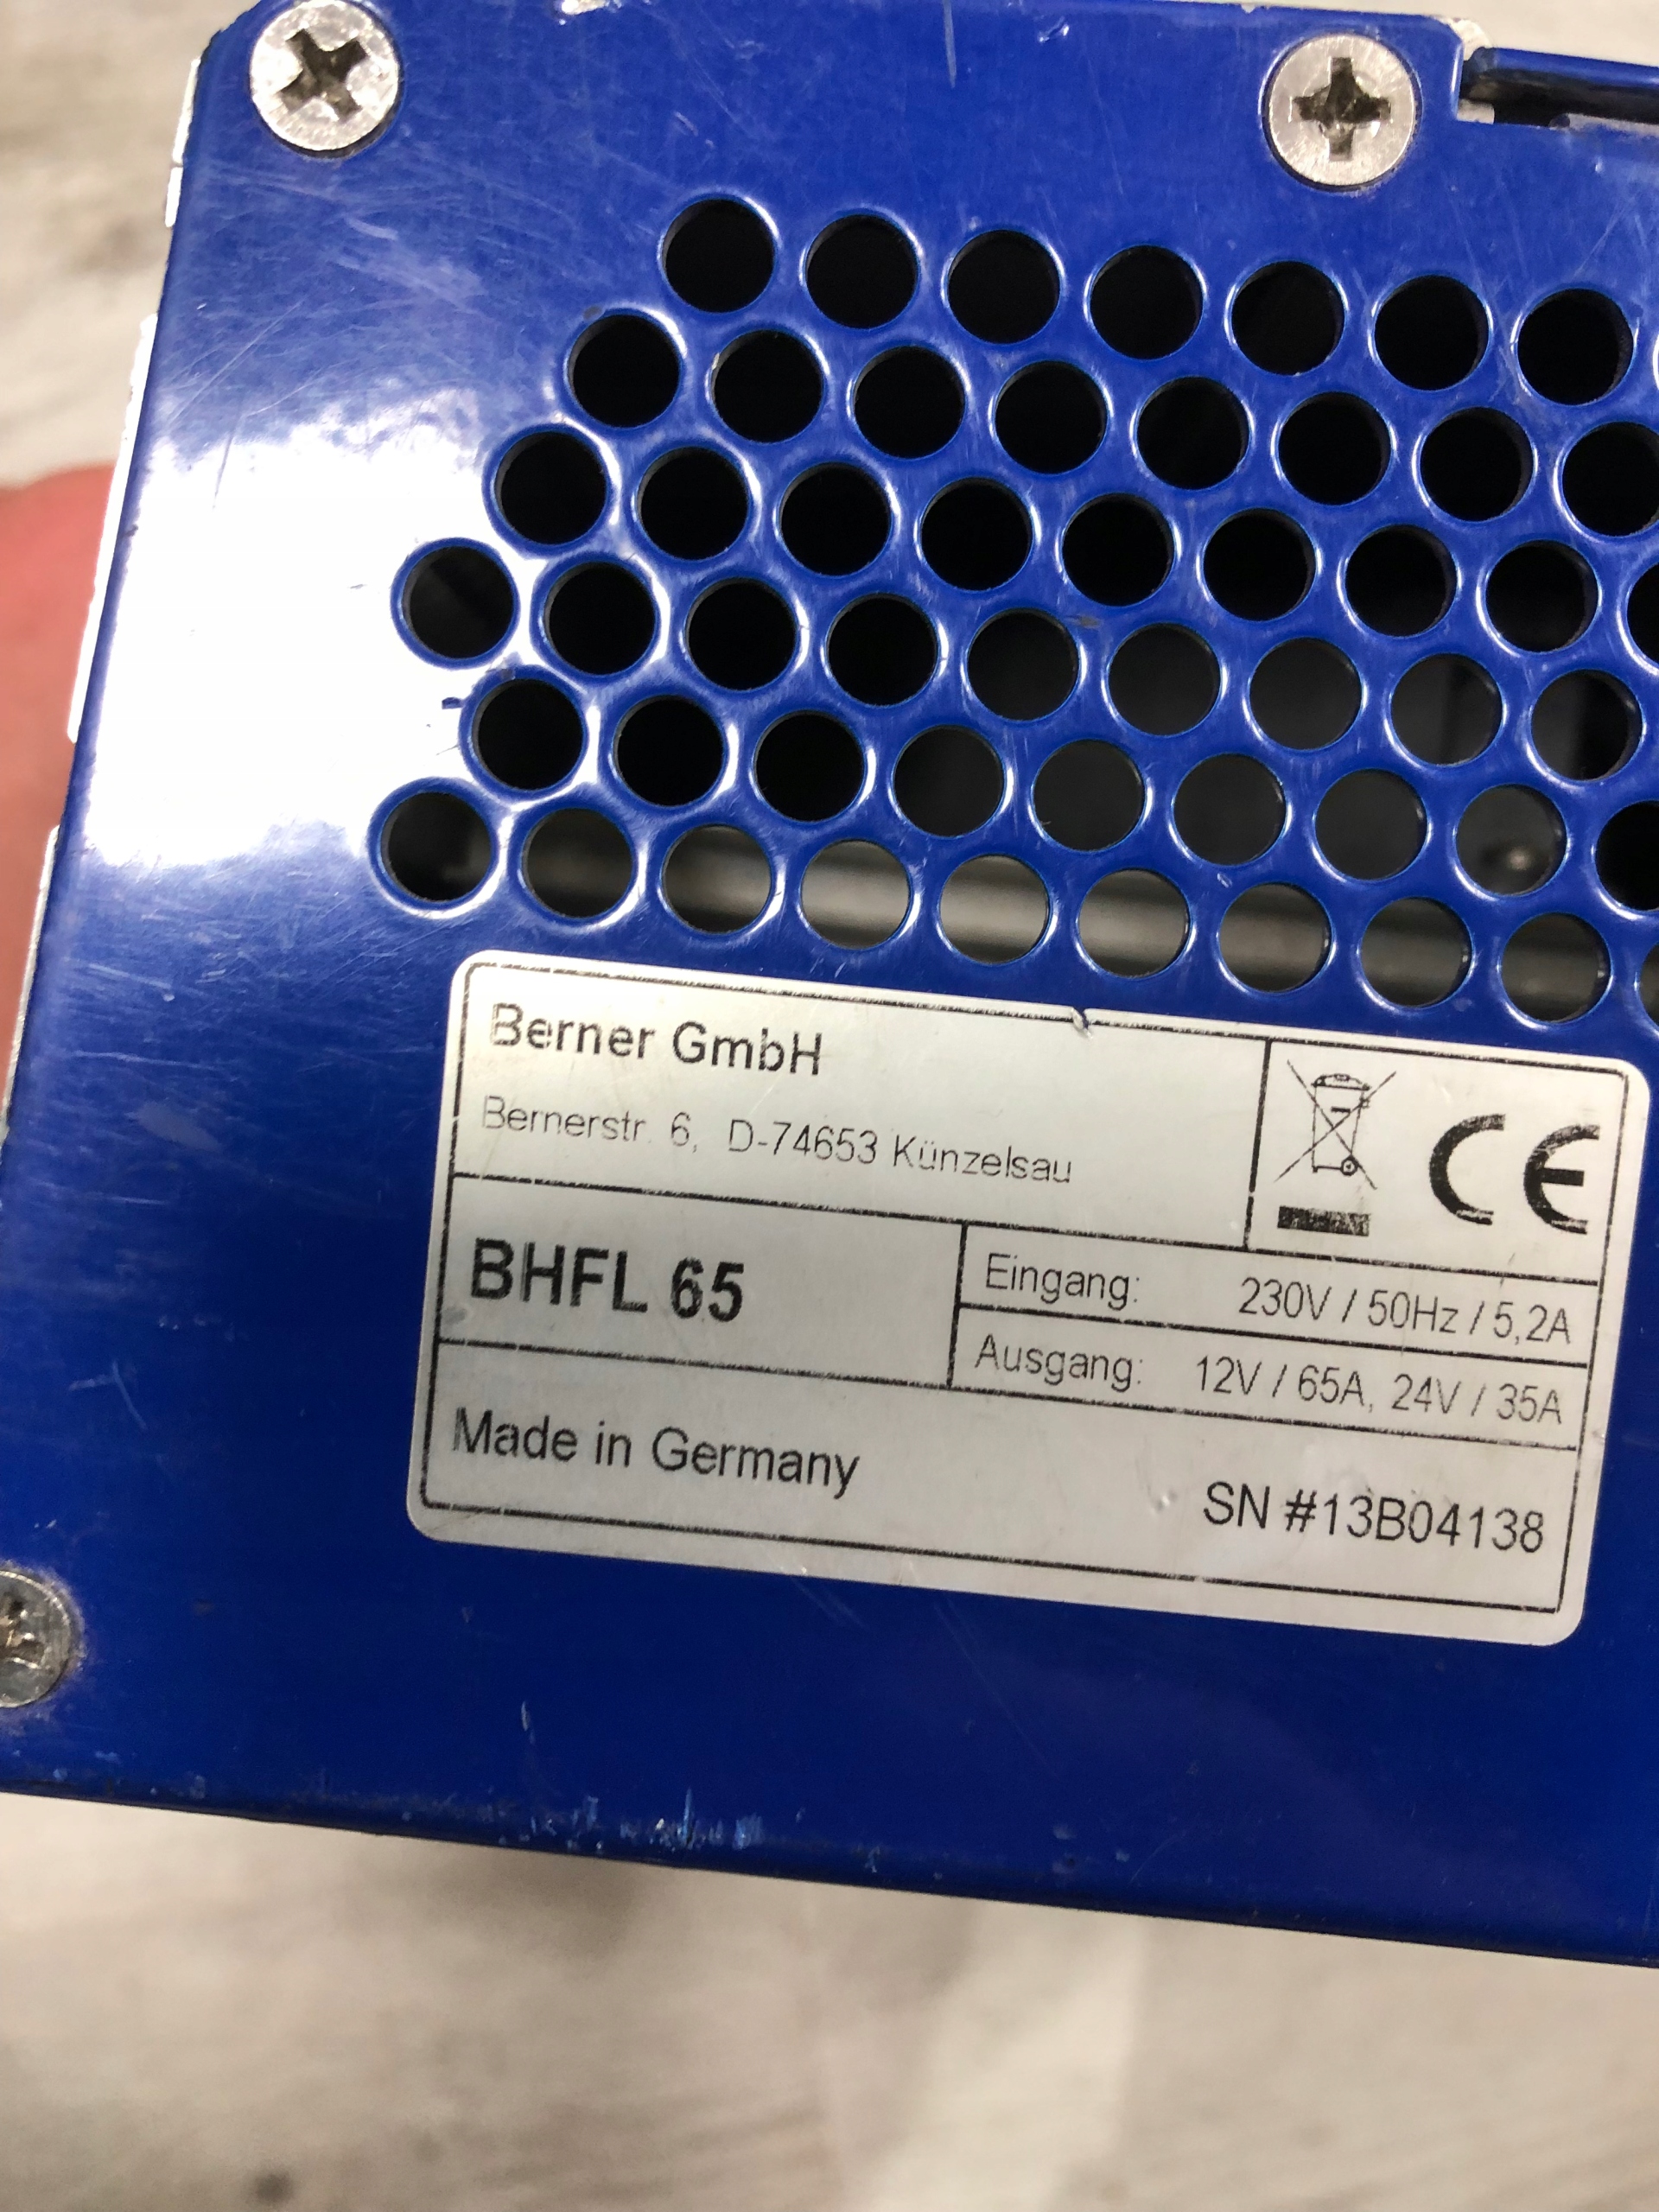 Berner GmbH
Bernerstr. 6, D-74653 Künzelsau
CE
BHFL 65
Eingang: 230V / 50Hz / 5,2A
Ausgang: 12V / 65A, 24V / 35A
Made in Germany
SN #13B04138